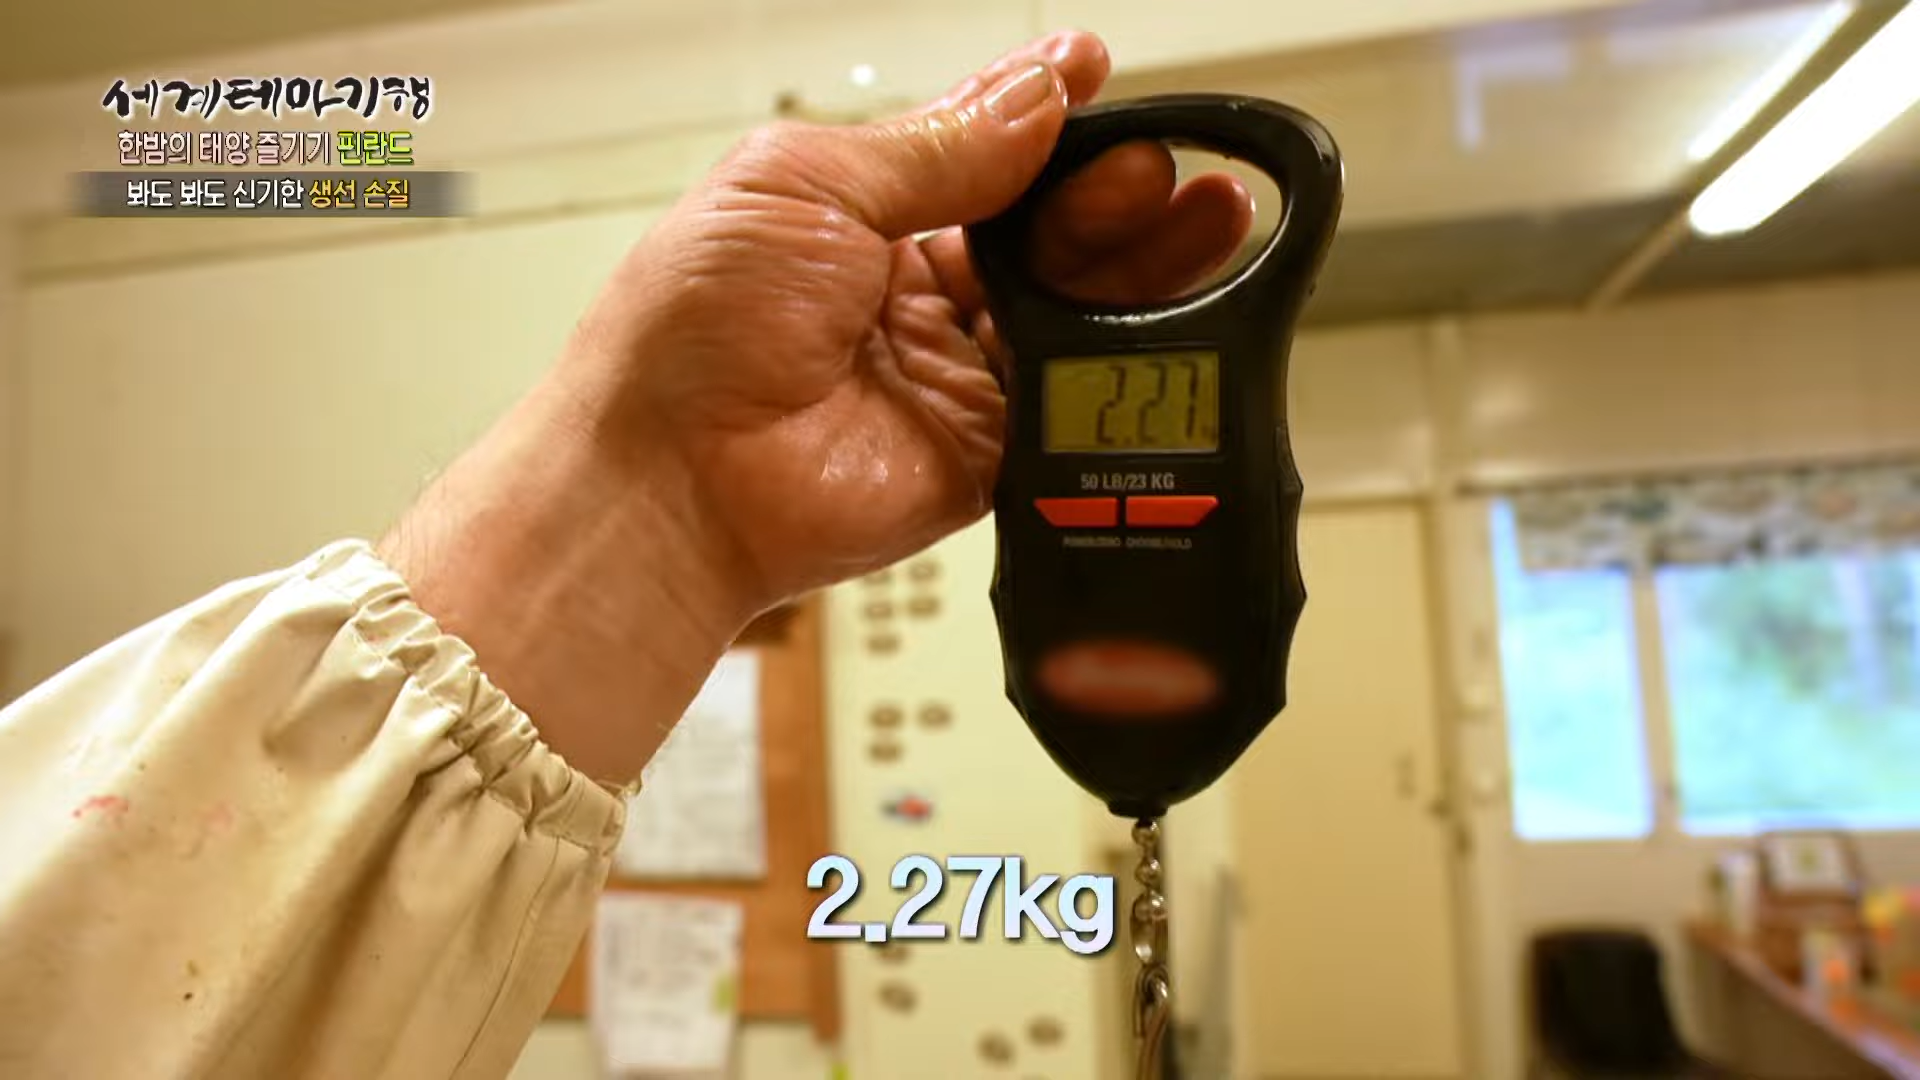 세계테마기행
한밤의 태양 즐기기 핀란드
봐도 봐도 신기한 생선 손질
2.27
50 LB/23 KG
2.27kg